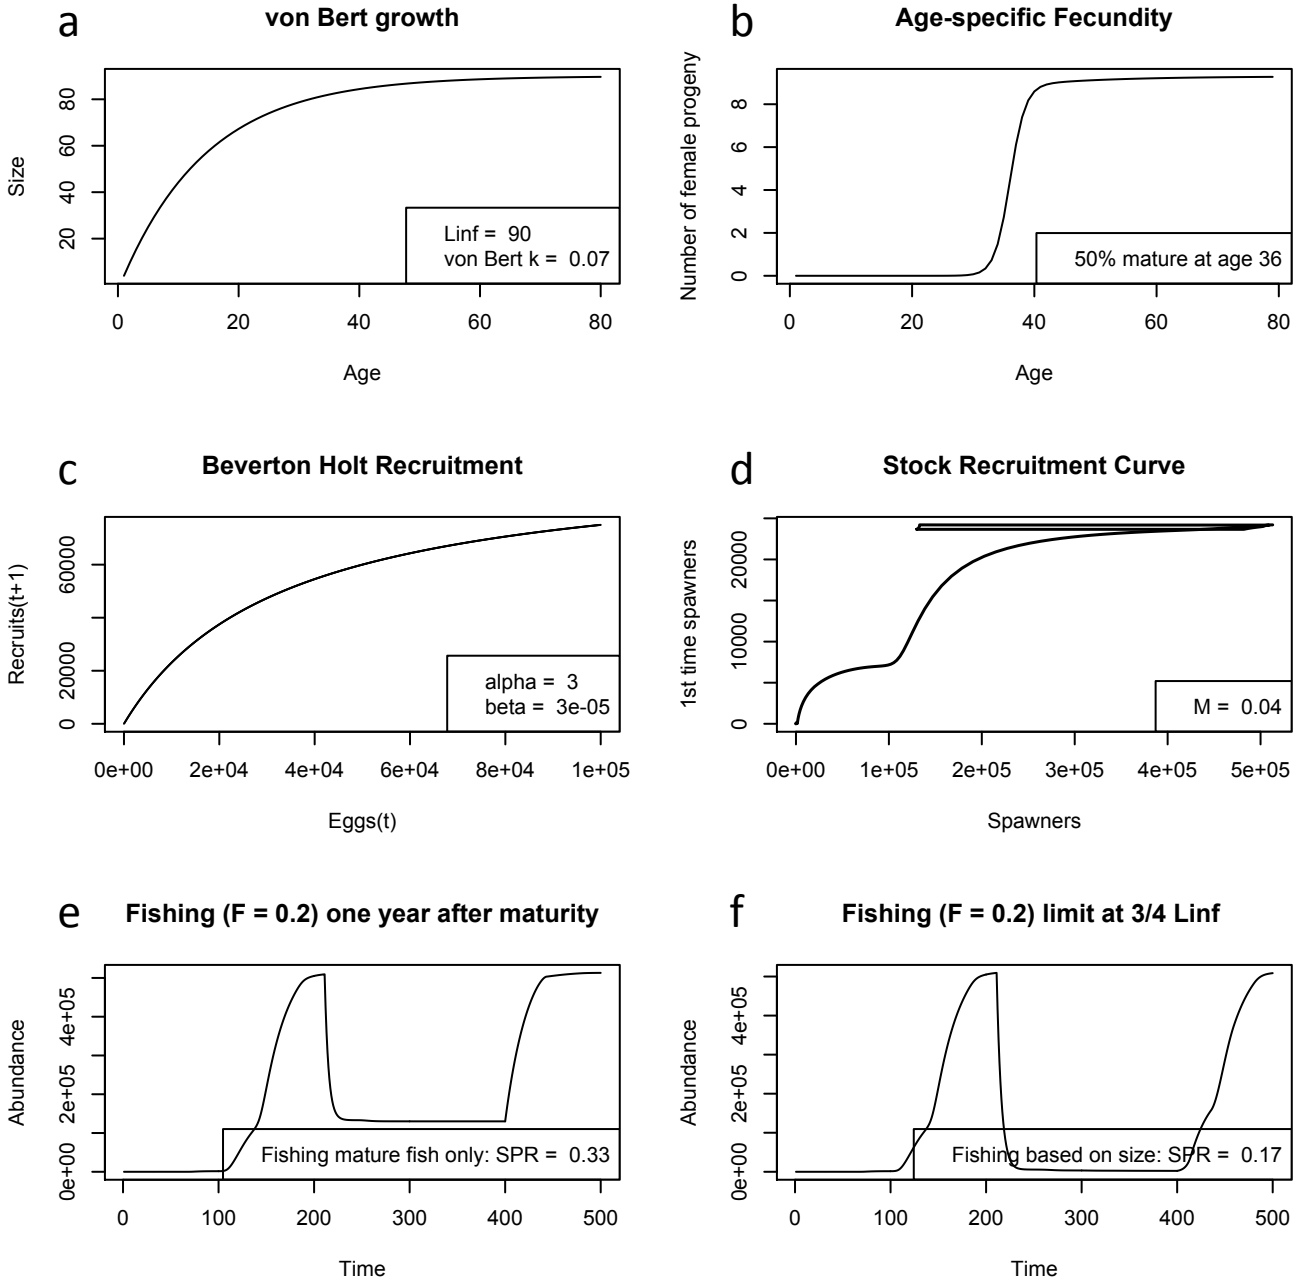 a
von Bert growth
Size
20
40
60
80
Linf = 90
von Bert k = 0.07
0 20 40 60 80
Age
b
Age-specific Fecundity
Number of female progeny
0
2
4
6
8
50% mature at age 36
0 20 40 60 80
Age
c
Beverton Holt Recruitment
Recruits(t+1)
0
20000
60000
alpha = 3
beta = 3e-05
0e+00 2e+04 4e+04 6e+04 8e+04 1e+05
Eggs(t)
d
Stock Recruitment Curve
1st time spawners
0
10000
20000
M = 0.04
0e+00 1e+05 2e+05 3e+05 4e+05 5e+05
Spawners
e
Fishing (F = 0.2) one year after maturity
Abundance
0e+00
2e+05
4e+05
Fishing mature fish only: SPR = 0.33
0 100 200 300 400 500
Time
f
Fishing (F = 0.2) limit at 3/4 Linf
Abundance
0e+00
2e+05
4e+05
Fishing based on size: SPR = 0.17
0 100 200 300 400 500
Time